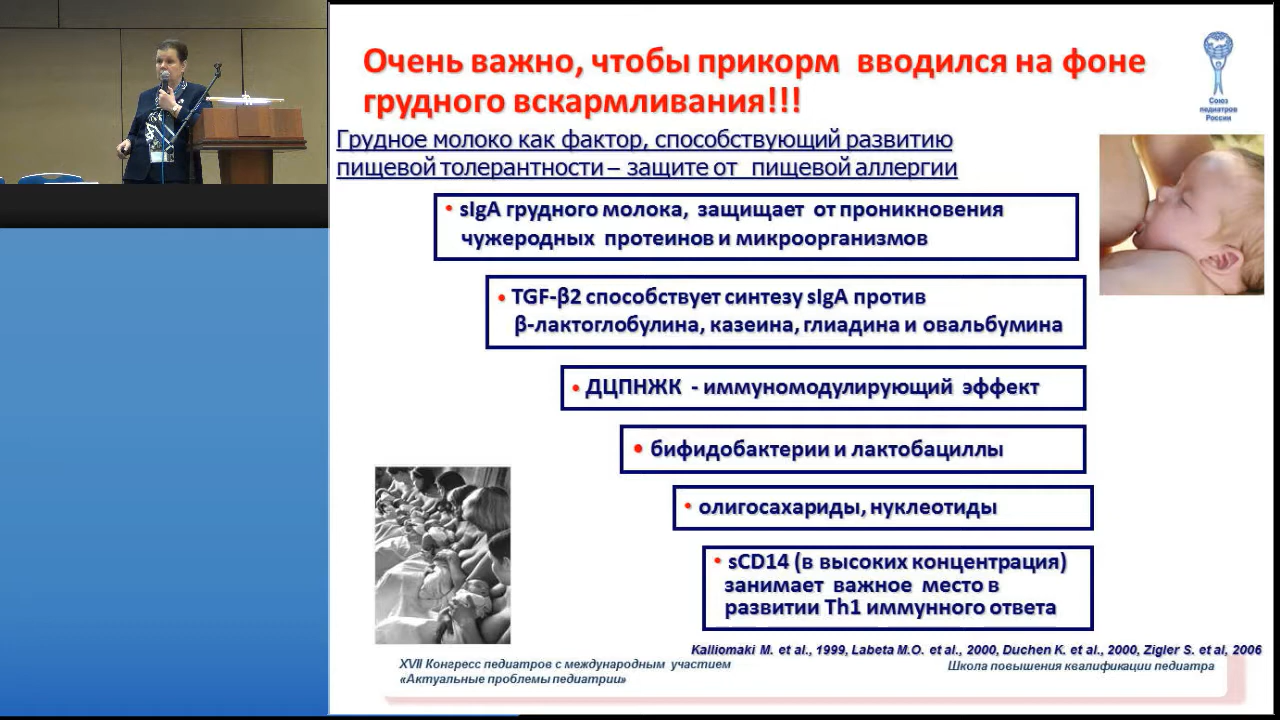 Очень важно, чтобы прикорм вводился на фоне
грудного вскармливания!!!
Союз
педиатров
России
Грудное молоко как фактор, способствующий развитию
пищевой толерантности – защите от пищевой аллергии
• sIgA грудного молока, защищает от проникновения
чужеродных протеинов и микроорганизмов
• TGF-β2 способствует синтезу sIgA против
β-лактоглобулина, казеина, глиадина и овальбумина
• ДЦПНЖК - иммуномодулирующий эффект
• бифидобактерии и лактобациллы
• олигосахариды, нуклеотиды
• sCD14 (в высоких концентрация)
занимает важное место в
развитии Th1 иммунного ответа
Kalliomaki M. et al., 1999, Labeta M.O. et al., 2000, Duchen K. et al., 2000, Zigler S. et al, 2006
XVII Конгресс педиатров с международным участием
«Актуальные проблемы педиатрии»
Школа повышения квалификации педиатра